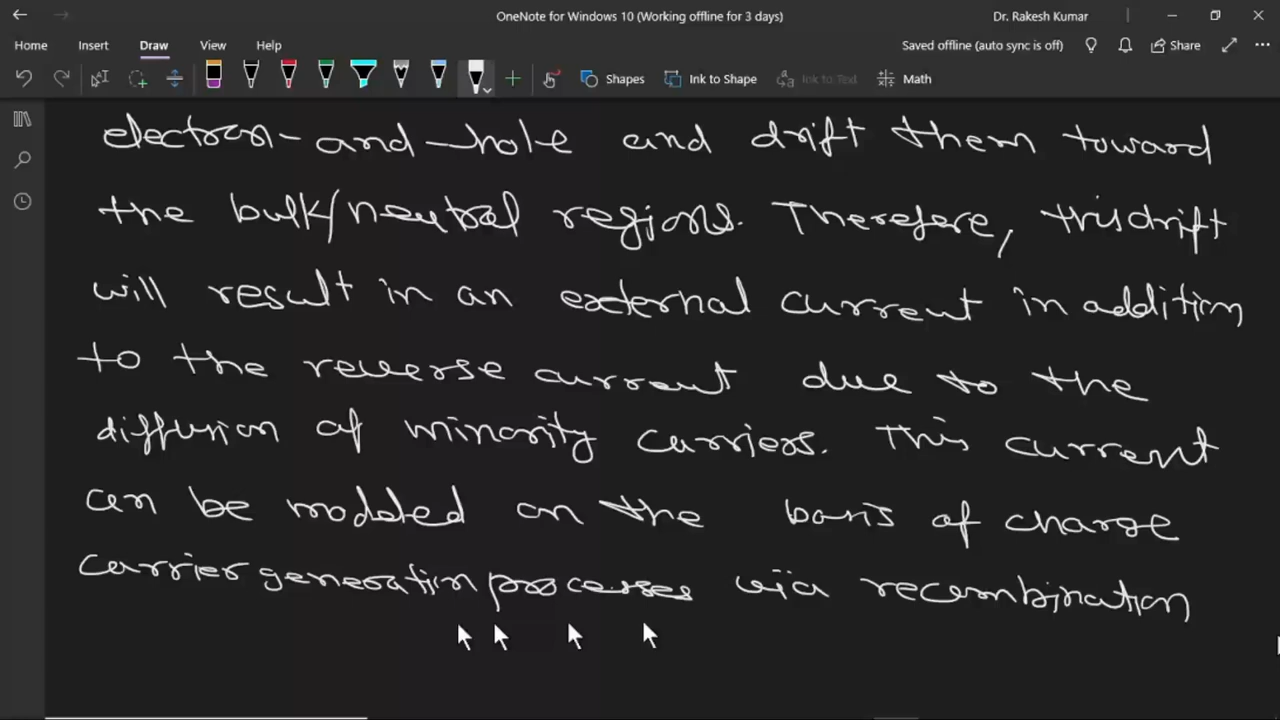 OneNote for Windows 10 (Working offline for 3 days)
Dr. Rakesh Kumar
Home Insert Draw View Help
Saved offline (auto sync is off) Share
Shapes Ink to Shape Ink to Text Math
electron-and-hole and drift them toward
the bulk/neutral regions. Therefore, this drift
will result in an external current in addition
to the reverse current due to the
diffusion of minority carriers. This current
can be modeled on the basis of charge
carrier generation processes via recombination